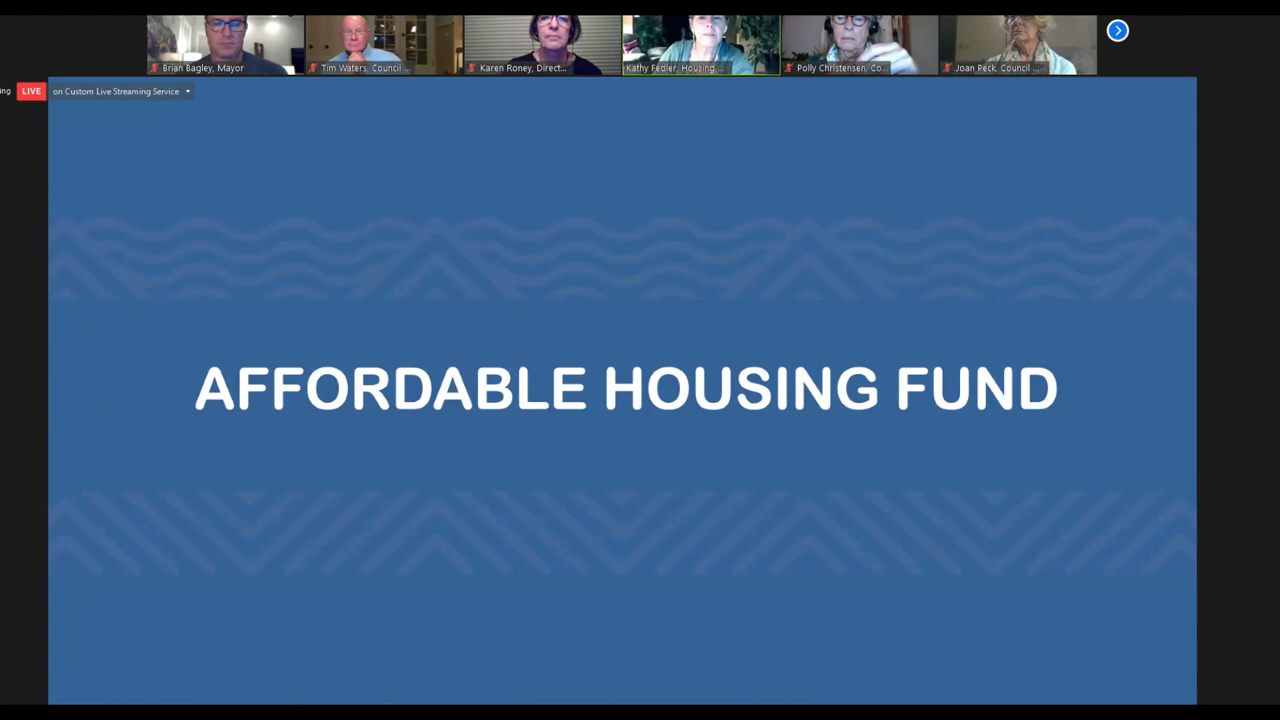 Brian Bagley, Mayor
Tim Waters, Council ...
Karen Roney, Direct...
Kathy Fedler, Housing ...
Polly Christensen, Co...
Joan Peck, Council ...
ing
LIVE
on Custom Live Streaming Service
AFFORDABLE HOUSING FUND